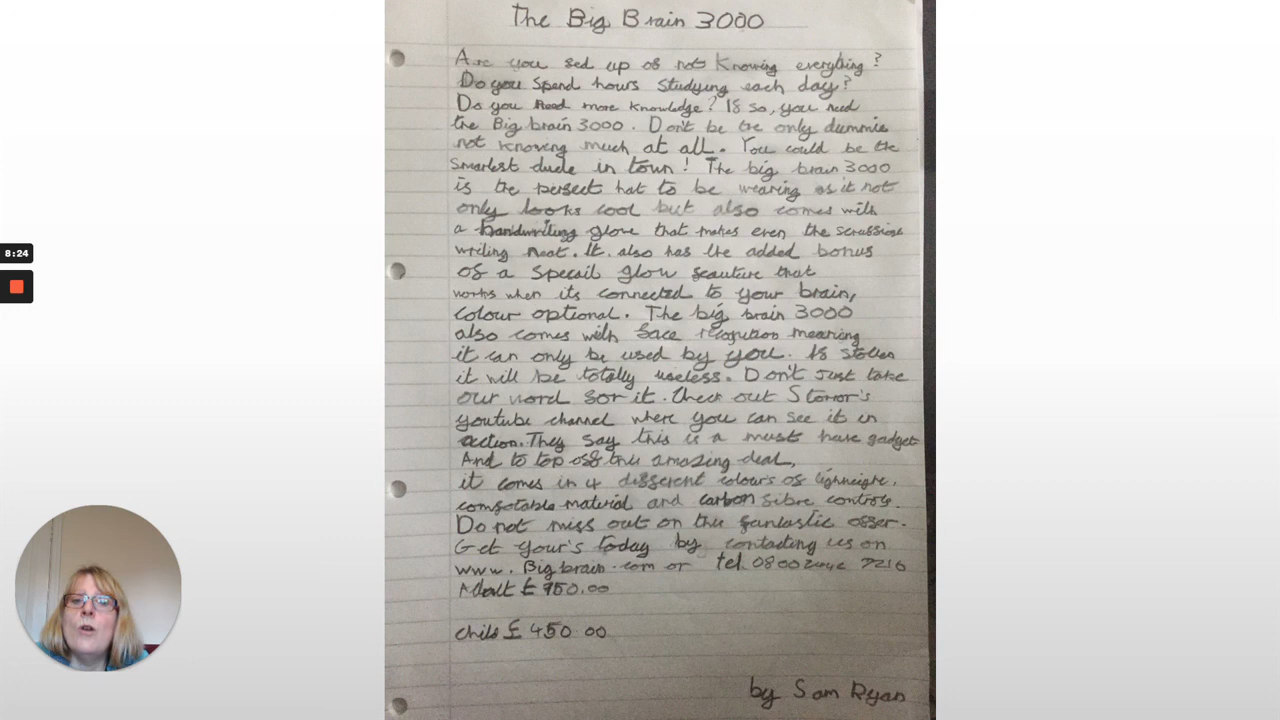 The Big Brain 3000
Are you fed up of not Knowing everything?
Do you Spend hours Studying each day?
Do you Need more Knowledge? If so, you need
the Big brain 3000. Don't be the only dummie
not Knowing much at all. You could be the
Smartest dude in town! The big brain 3000
is the perfect hat to be wearing as it not
only looks cool but also comes with
a handwriting glove that makes even the scruffiest
writing neat. It also has the added bonus
of a Specail glow feauture that
works when its connected to your brain,
colour optional. The big brain 3000
also comes with face recognition meaning
it can only be used by you. If stolen
it will be totally useless. Don't Just take
our word for it. Check out Storror's
youtube channel where you can see it in
action. They say this is a must have gadget
And to top off this amazing deal,
it comes in 4 different colours of lighweight,
comfotable material and carbon fibre controls.
Do not miss out on this fantastic offer.
Get your's today by contacting us on
www.Bigbrain.com or tel. 0800 2046 7216
Adult £950.00
Child £450.00
by Sam Ryan
8:24